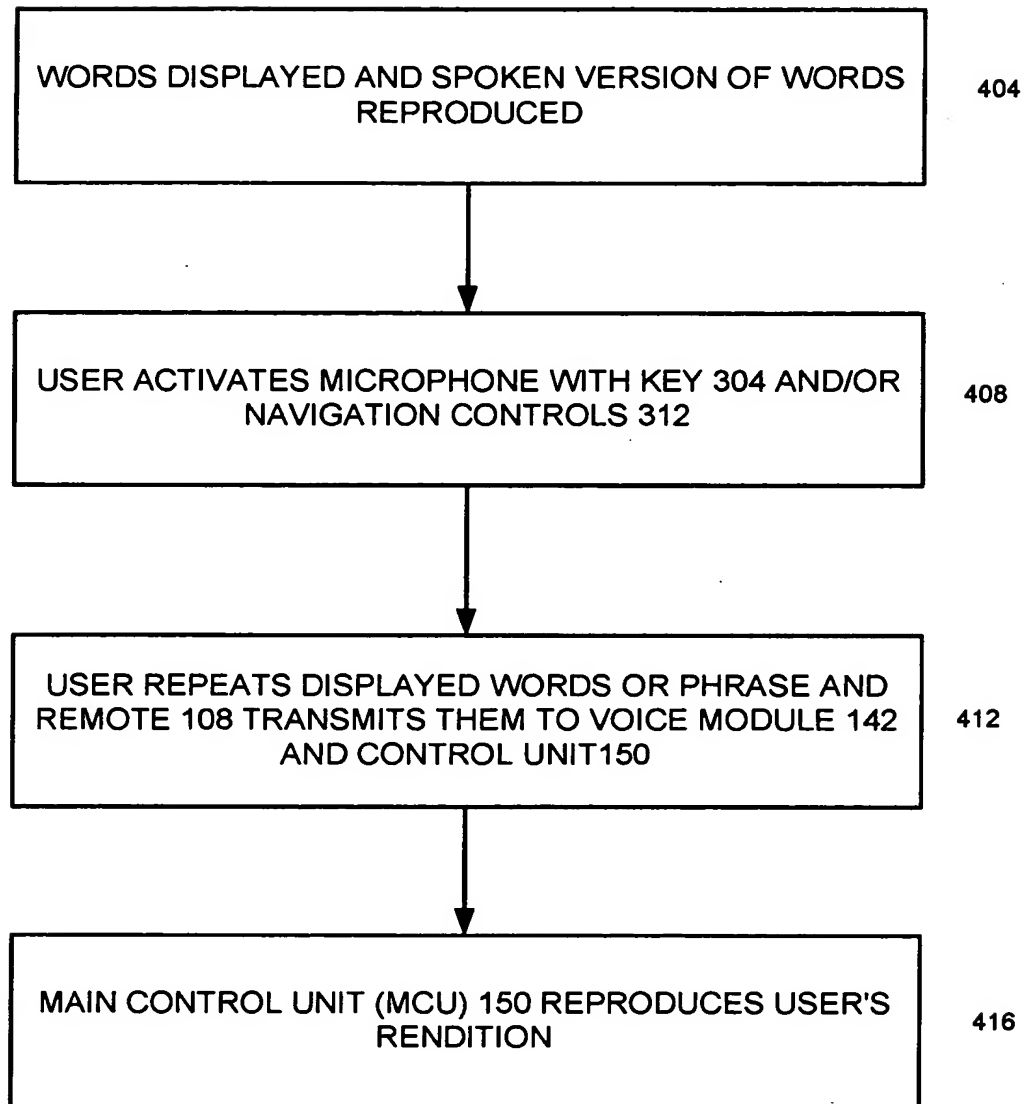 WORDS DISPLAYED AND SPOKEN VERSION OF WORDS
REPRODUCED
404
USER ACTIVATES MICROPHONE WITH KEY 304 AND/OR
NAVIGATION CONTROLS 312
408
USER REPEATS DISPLAYED WORDS OR PHRASE AND
REMOTE 108 TRANSMITS THEM TO VOICE MODULE 142
AND CONTROL UNIT150
412
MAIN CONTROL UNIT (MCU) 150 REPRODUCES USER'S
RENDITION
416